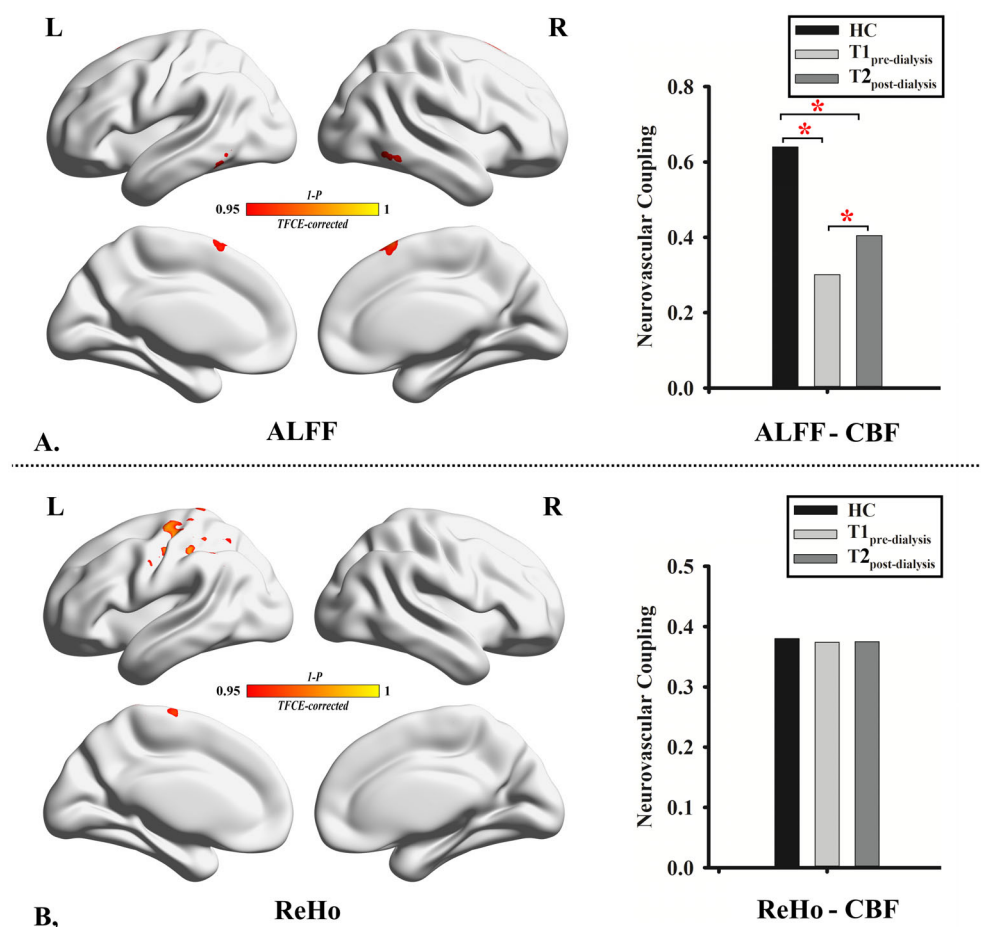 L
R
1-P
0.95
1
TFCE-corrected
ALFF
A.
HC
T1pre-dialysis
T2post-dialysis
0.8
0.6
0.4
0.2
0.0
Neurovascular Coupling
*
*
*
ALFF - CBF
L
R
1-P
0.95
1
TFCE-corrected
ReHo
B,
HC
T1pre-dialysis
T2post-dialysis
0.5
0.4
0.3
0.2
0.1
0.0
Neurovascular Coupling
ReHo - CBF